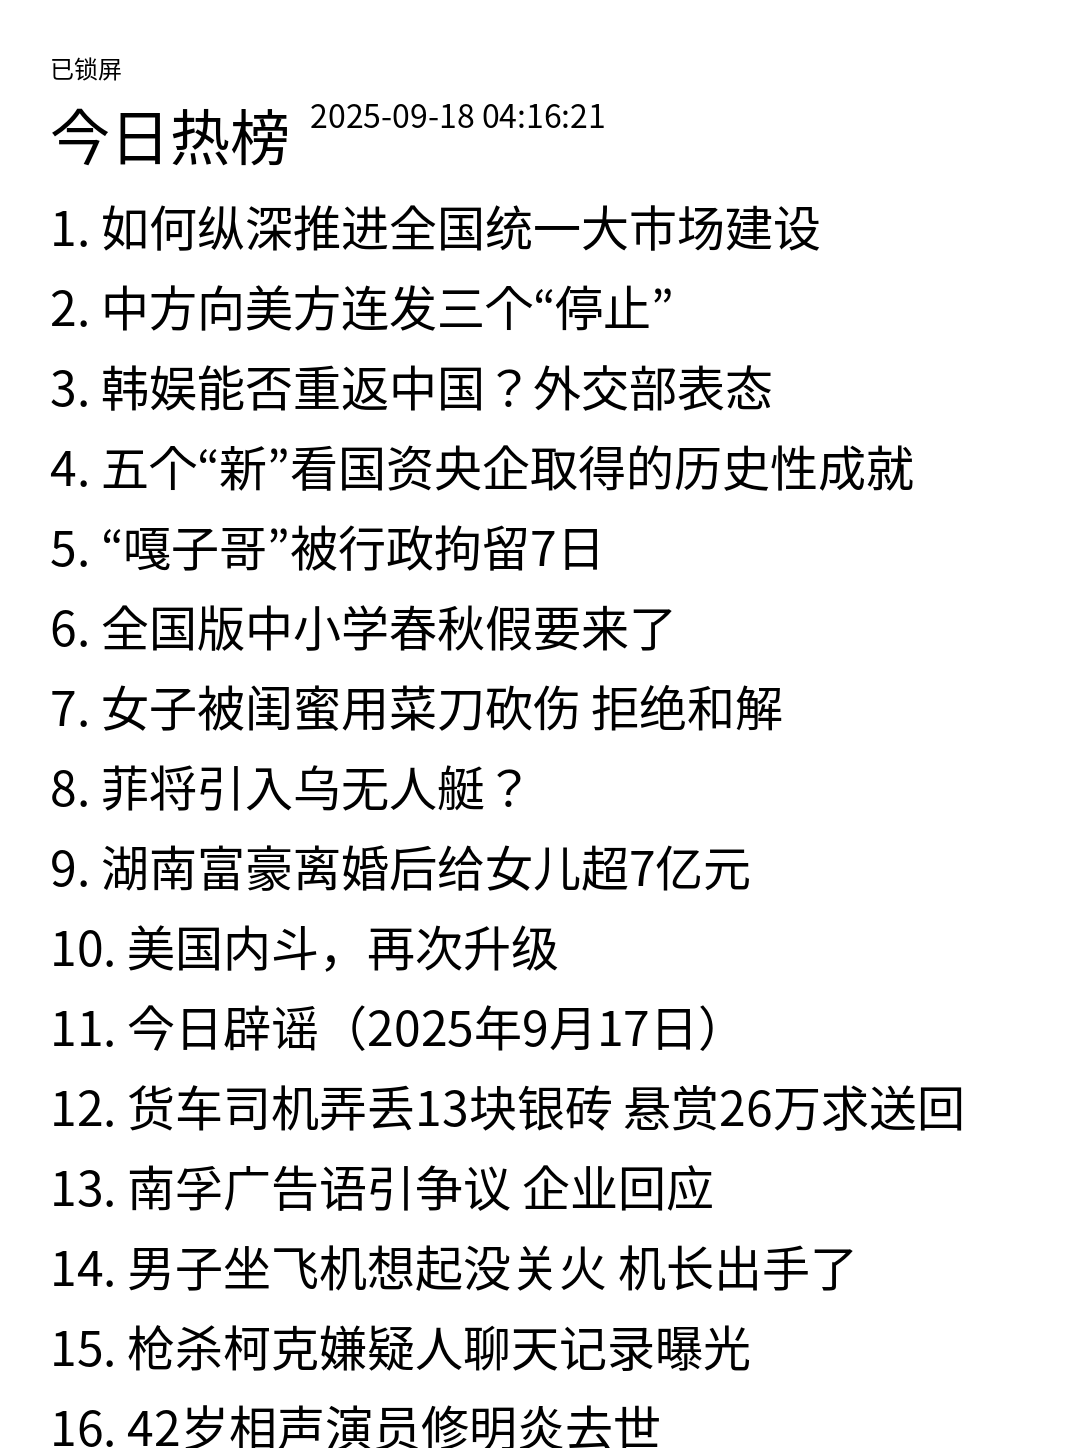 已锁屏
今日热榜 2025-09-18 04:16:21
1. 如何纵深推进全国统一大市场建设
2. 中方向美方连发三个“停止”
3. 韩娱能否重返中国？外交部表态
4. 五个“新”看国资央企取得的历史性成就
5. “嘎子哥”被行政拘留7日
6. 全国版中小学春秋假要来了
7. 女子被闺蜜用菜刀砍伤 拒绝和解
8. 菲将引入乌无人艇？
9. 湖南富豪离婚后给女儿超7亿元
10. 美国内斗，再次升级
11. 今日辟谣（2025年9月17日）
12. 货车司机弄丢13块银砖 悬赏26万求送回
13. 南孚广告语引争议 企业回应
14. 男子坐飞机想起没关火 机长出手了
15. 枪杀柯克嫌疑人聊天记录曝光
16. 42岁相声演员修明炎去世